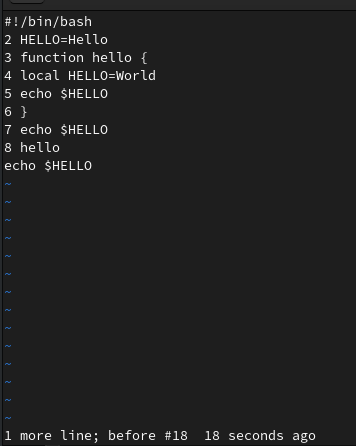 #!/bin/bash
2 HELLO=Hello
3 function hello {
4 local HELLO=World
5 echo $HELLO
6 }
7 echo $HELLO
8 hello
echo $HELLO
~
~
~
~
~
~
~
~
~
~
~
~
~
~
1 more line; before #18  18 seconds ago